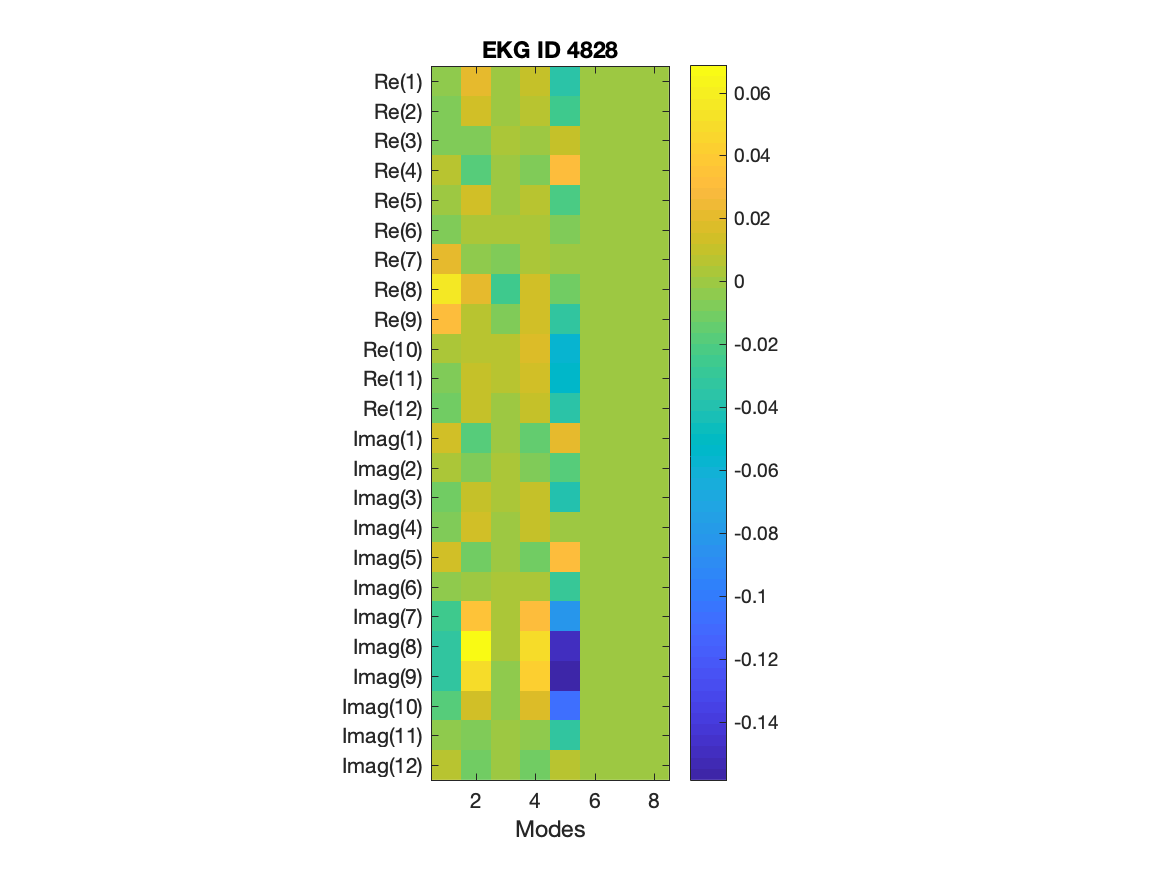 EKG ID 4828
Re(1)
Re(2)
Re(3)
Re(4)
Re(5)
Re(6)
Re(7)
Re(8)
Re(9)
Re(10)
Re(11)
Re(12)
Imag(1)
Imag(2)
Imag(3)
Imag(4)
Imag(5)
Imag(6)
Imag(7)
Imag(8)
Imag(9)
Imag(10)
Imag(11)
Imag(12)
2 4 6 8
Modes
0.06
0.04
0.02
0
-0.02
-0.04
-0.06
-0.08
-0.1
-0.12
-0.14